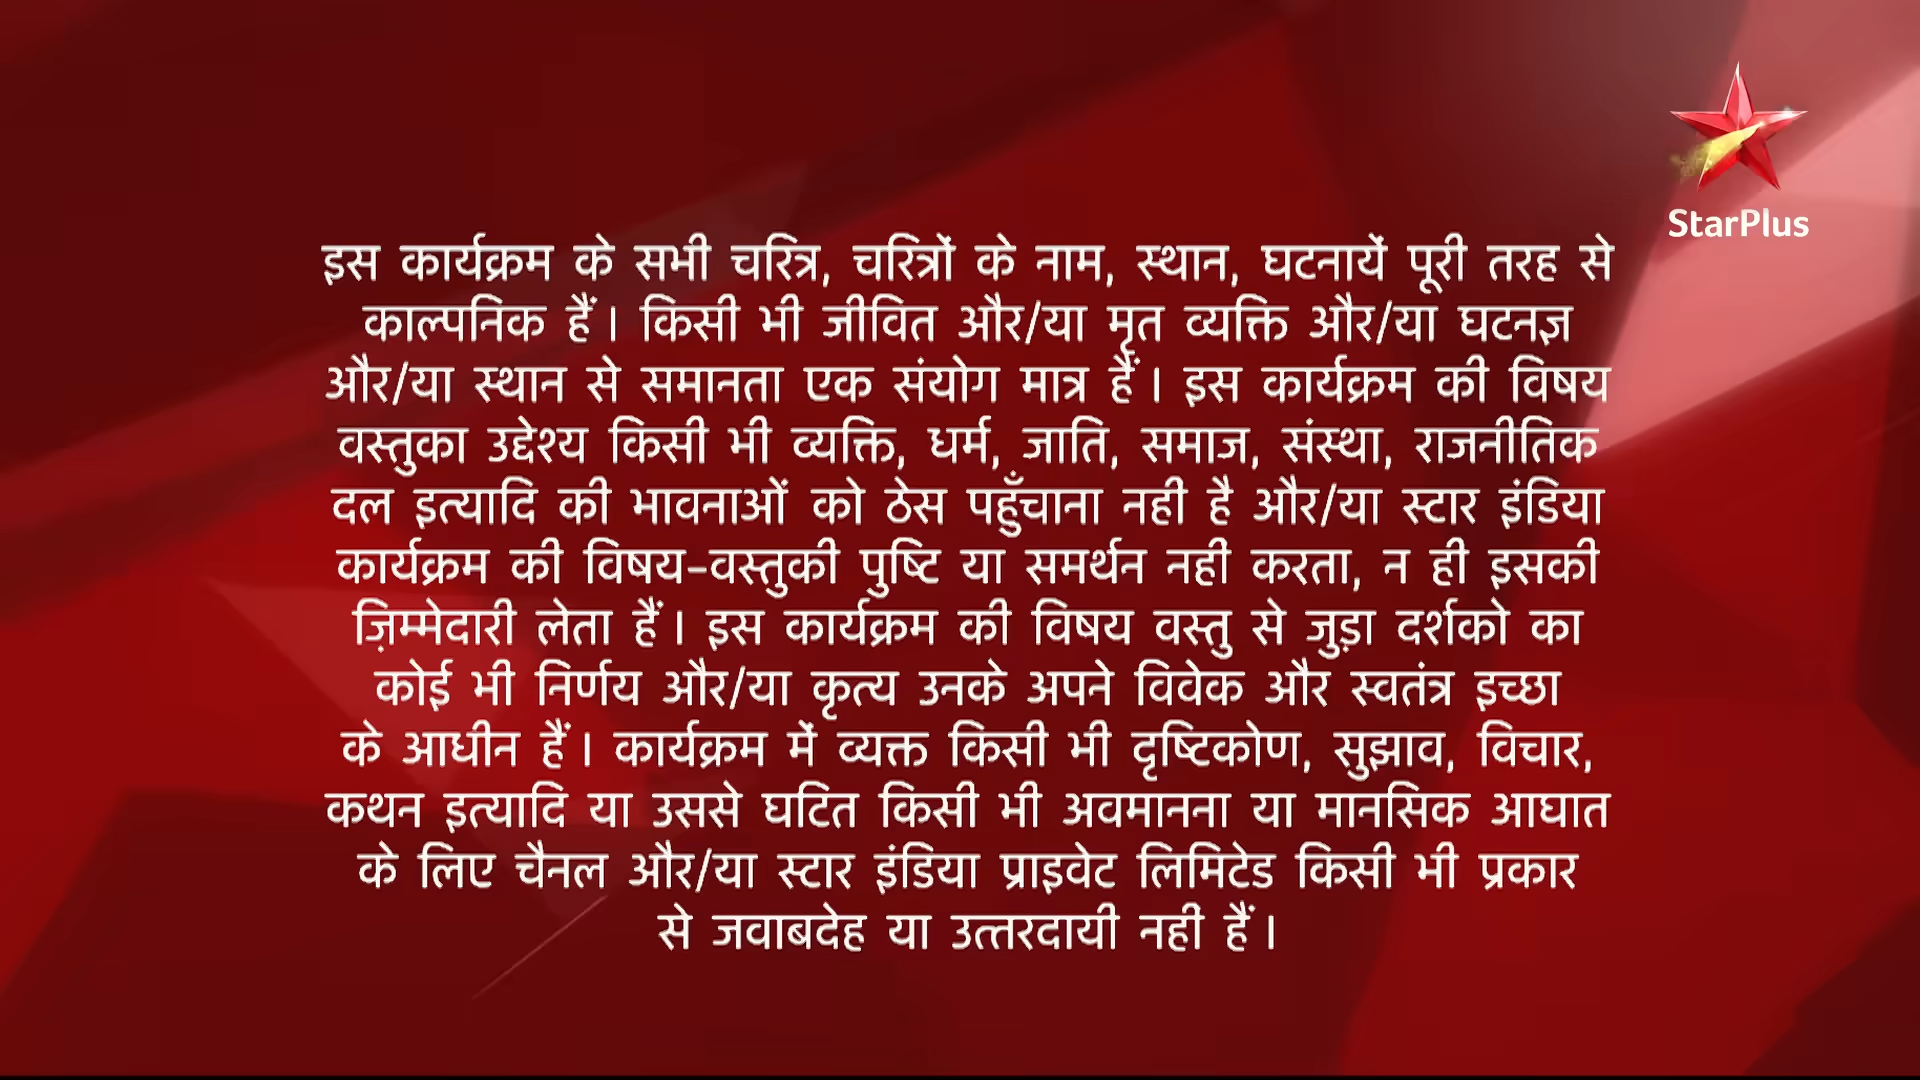 StarPlus
इस कार्यक्रम के सभी चरित्र, चरित्रों के नाम, स्थान, घटनायें पूरी तरह से
काल्पनिक हैं। किसी भी जीवित और/या मृत व्यक्ति और/या घटनज्ञ
और/या स्थान से समानता एक संयोग मात्र हैं। इस कार्यक्रम की विषय
वस्तुका उद्देश्य किसी भी व्यक्ति, धर्म, जाति, समाज, संस्था, राजनीतिक
दल इत्यादि की भावनाओं को ठेस पहुँचाना नही है और/या स्टार इंडिया
कार्यक्रम की विषय-वस्तुकी पुष्टि या समर्थन नहीं करता, न ही इसकी
ज़िम्मेदारी लेता हैं। इस कार्यक्रम की विषय वस्तु से जुड़ा दर्शको का
कोई भी निर्णय और/या कृत्य उनके अपने विवेक और स्वतंत्र इच्छा
के आधीन हैं। कार्यक्रम में व्यक्त किसी भी दृष्टिकोण, सुझाव, विचार,
कथन इत्यादि या उससे घटित किसी भी अवमानना या मानसिक आघात
के लिए चैनल और/या स्टार इंडिया प्राइवेट लिमिटेड किसी भी प्रकार
से जवाबदेह या उत्तरदायी नहीं हैं।